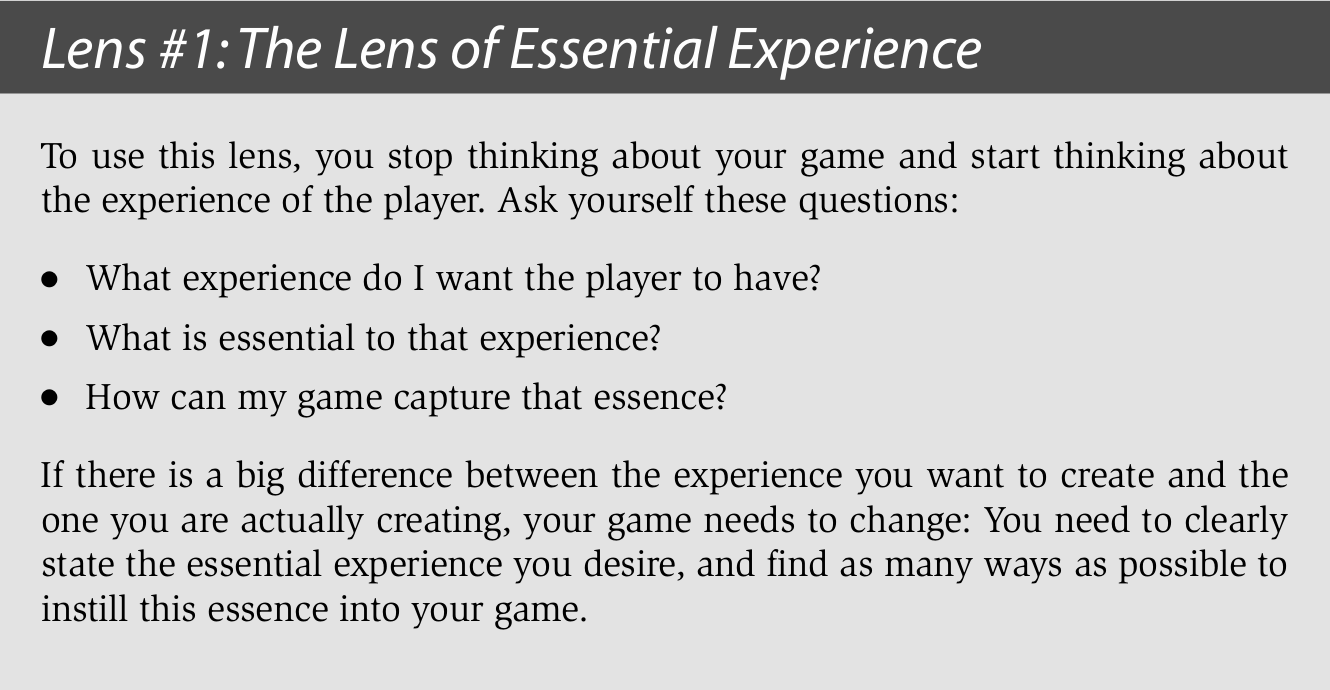 Lens #1: The Lens of Essential Experience
To use this lens, you stop thinking about your game and start thinking about
the experience of the player. Ask yourself these questions:
● What experience do I want the player to have?
● What is essential to that experience?
● How can my game capture that essence?
If there is a big difference between the experience you want to create and the
one you are actually creating, your game needs to change: You need to clearly
state the essential experience you desire, and find as many ways as possible to
instill this essence into your game.